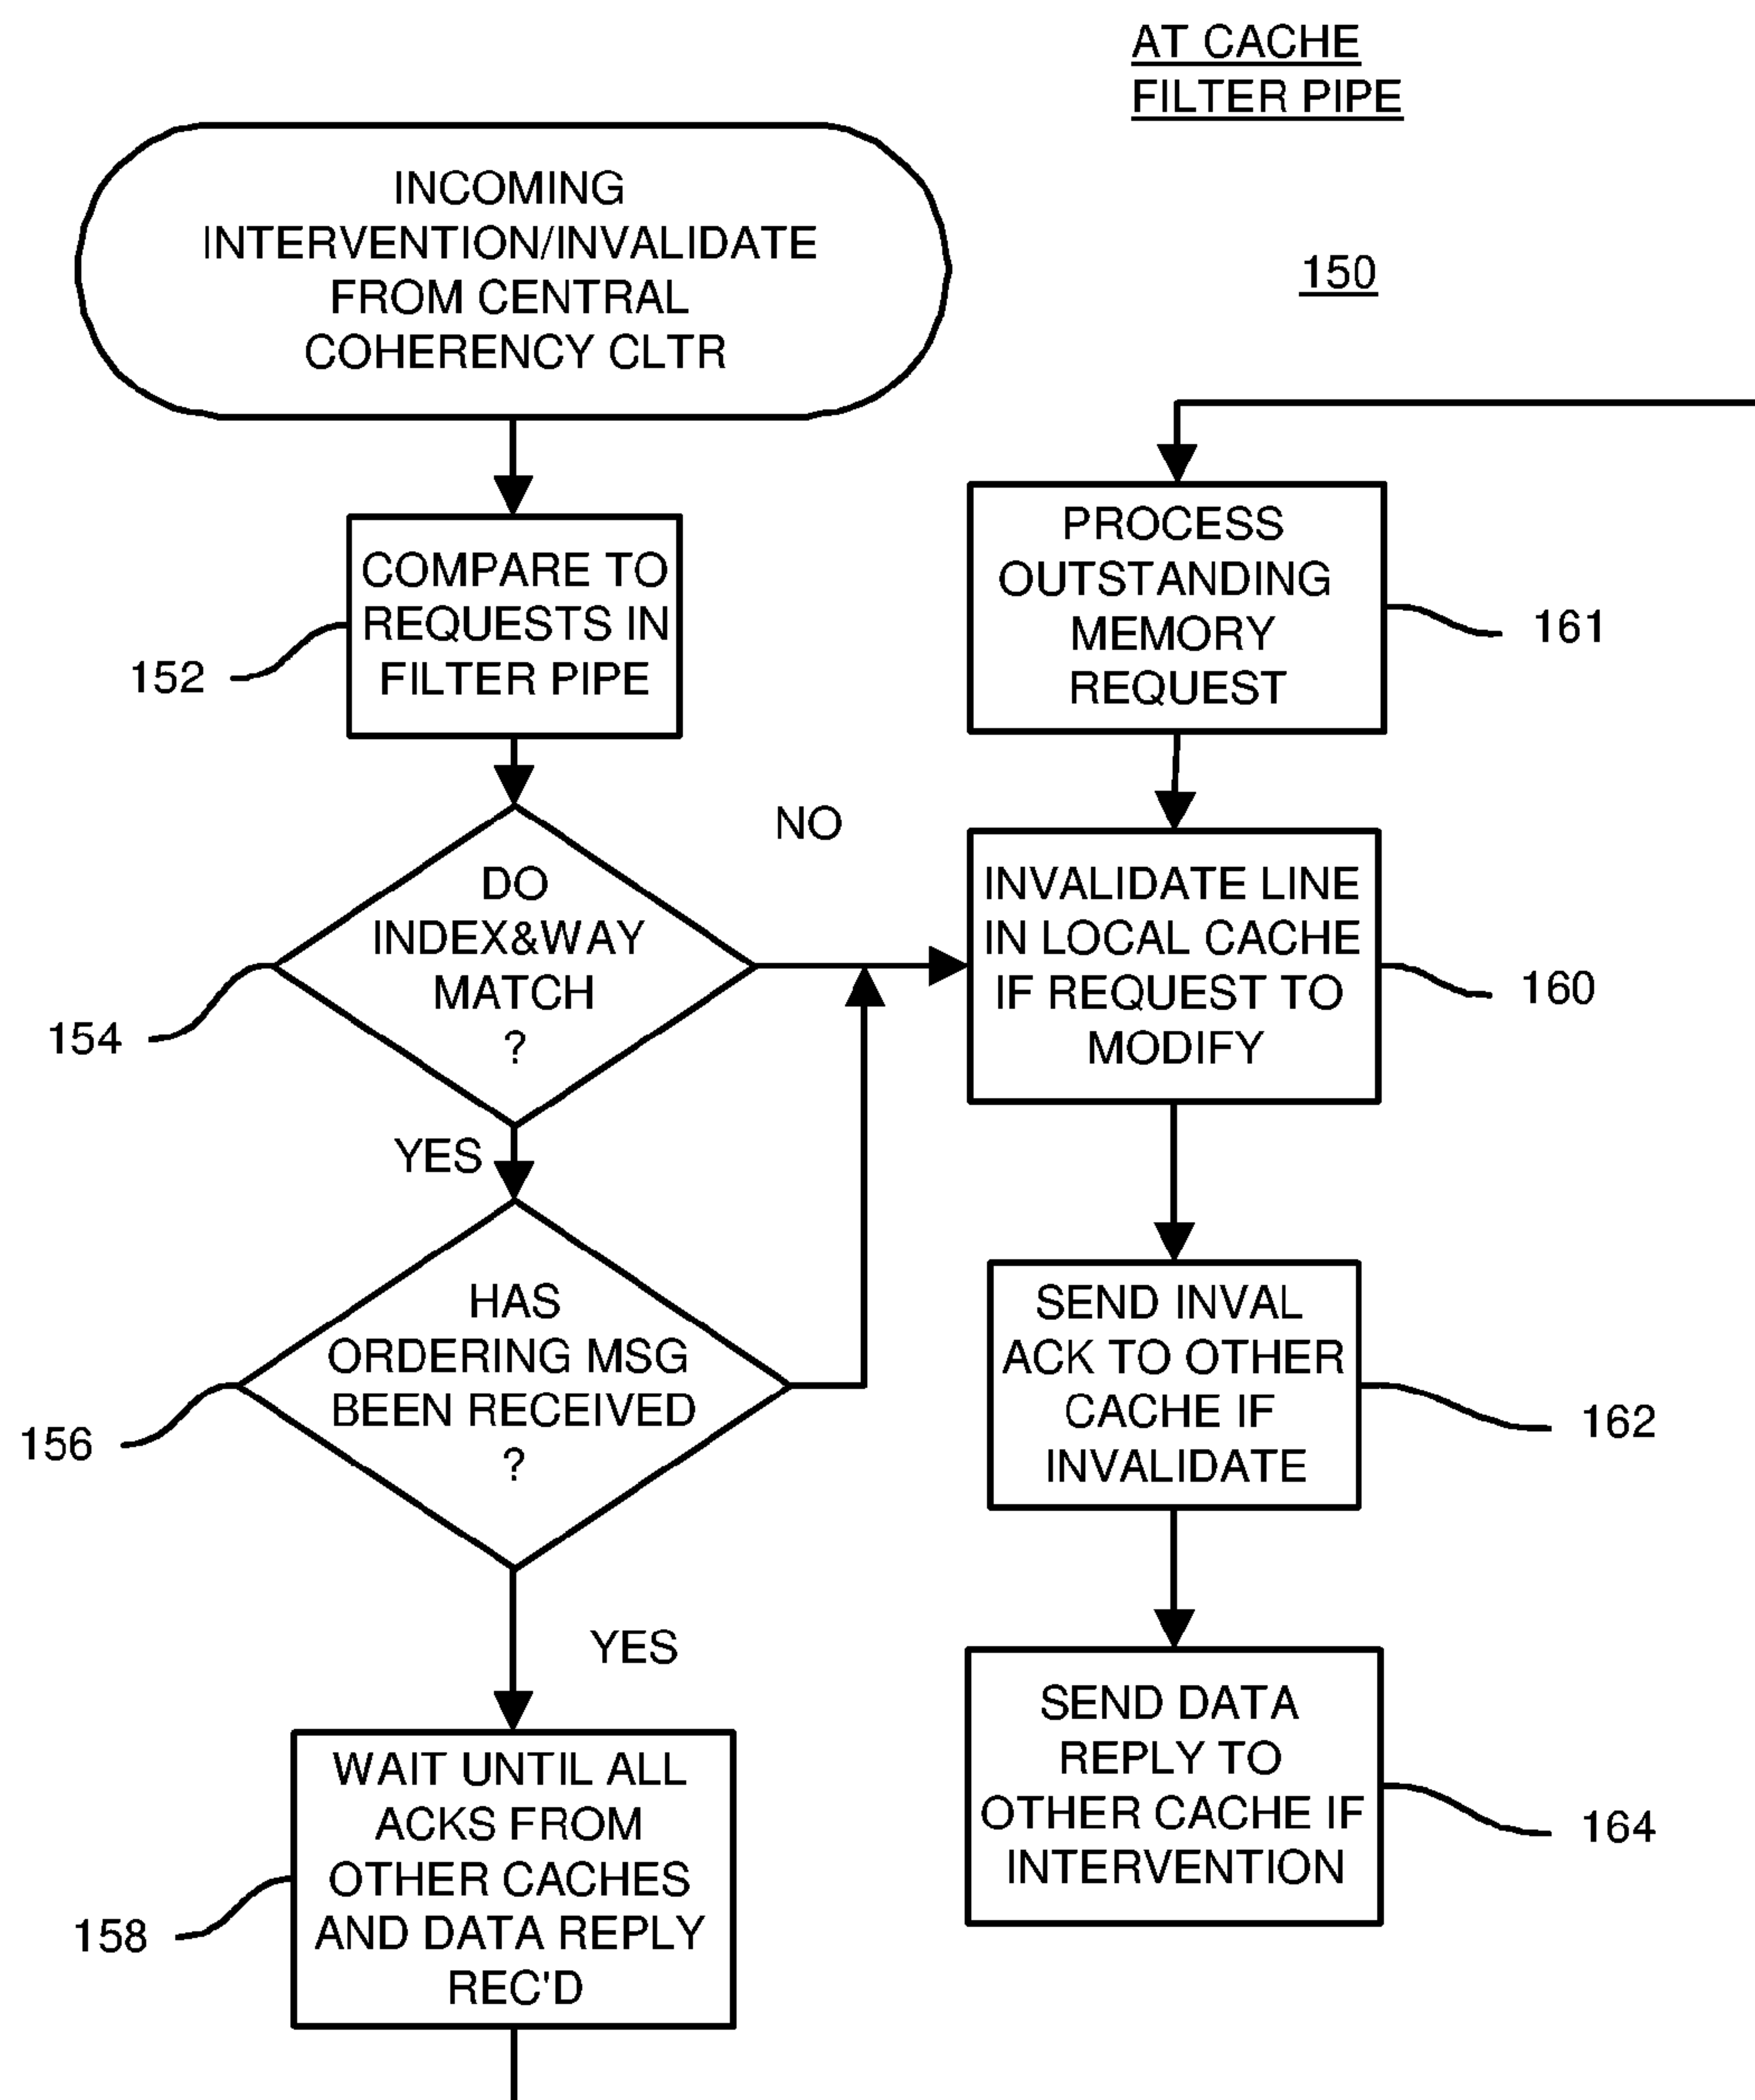 AT CACHE
FILTER PIPE
150
INCOMING
INTERVENTION/INVALIDATE
FROM CENTRAL
COHERENCY CLTR
COMPARE TO
REQUESTS IN
FILTER PIPE
152
DO
INDEX&WAY
MATCH
?
154
NO
YES
HAS
ORDERING MSG
BEEN RECEIVED
?
156
YES
WAIT UNTIL ALL
ACKS FROM
OTHER CACHES
AND DATA REPLY
REC'D
158
PROCESS
OUTSTANDING
MEMORY
REQUEST
161
INVALIDATE LINE
IN LOCAL CACHE
IF REQUEST TO
MODIFY
160
SEND INVAL
ACK TO OTHER
CACHE IF
INVALIDATE
162
SEND DATA
REPLY TO
OTHER CACHE IF
INTERVENTION
164